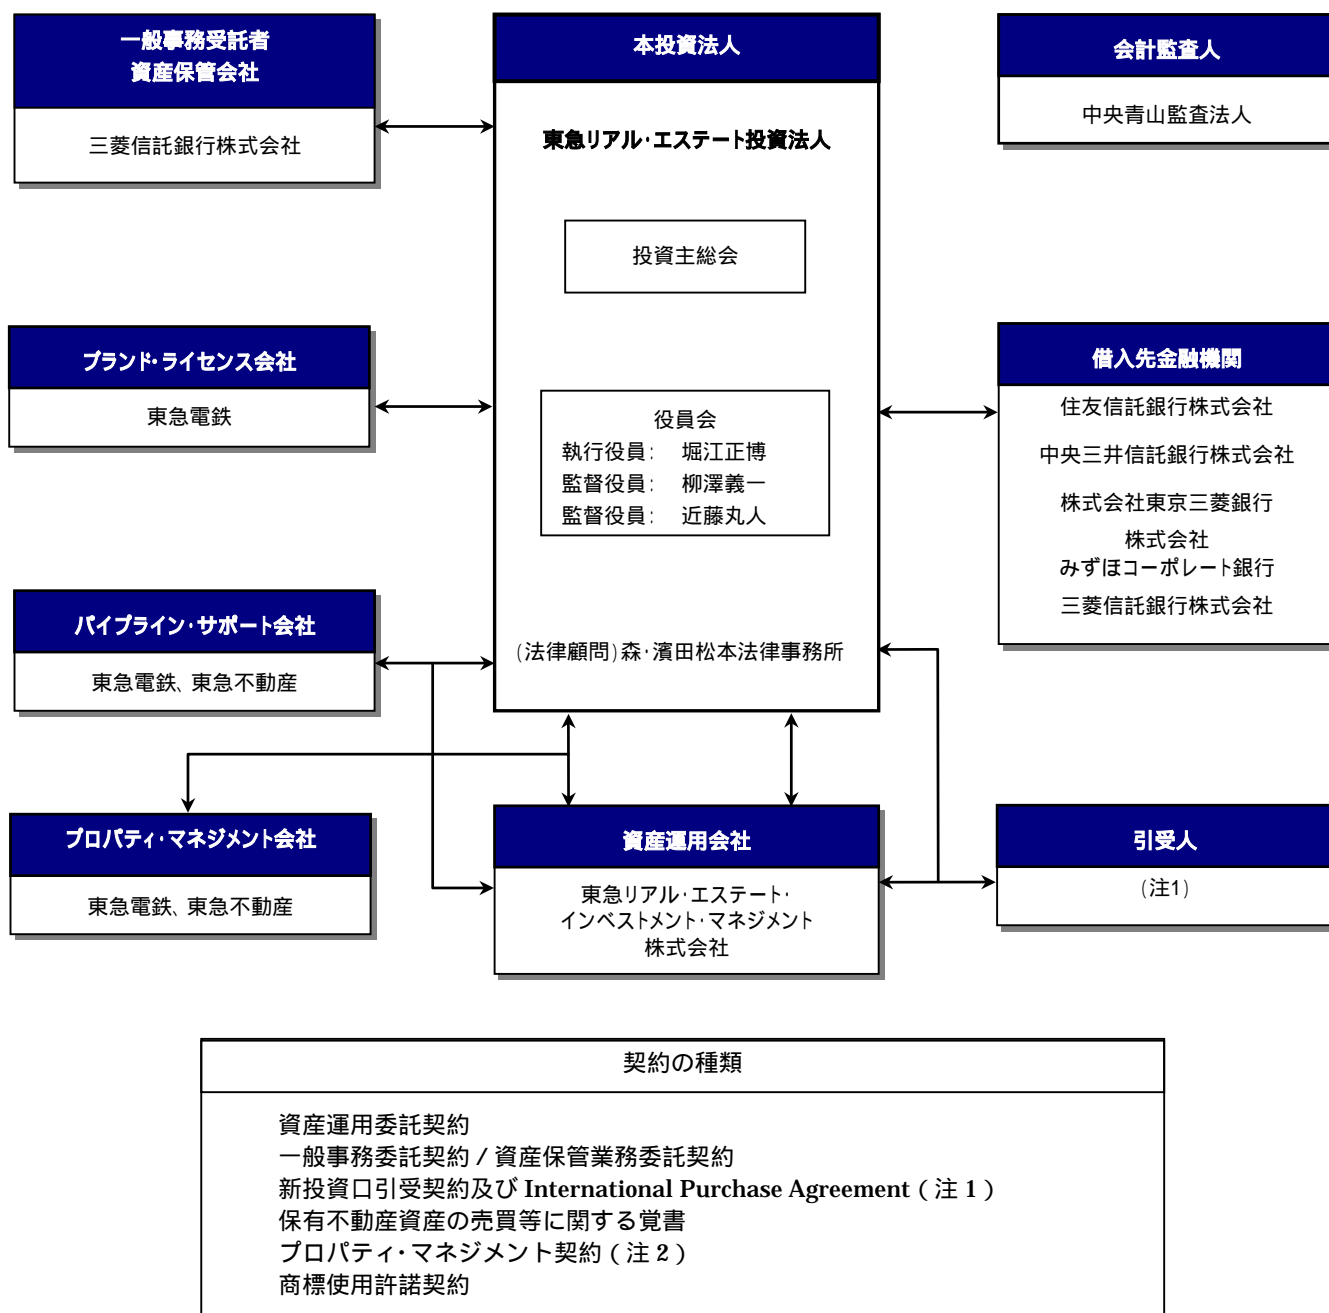 一般事務受託者
資産保管会社
三菱信託銀行株式会社
本投資法人
東急リアル・エステート投資法人
投資主総会
役員会
執行役員： 堀江正博
監督役員： 柳澤義一
監督役員： 近藤丸人
(法律顧問)森・濱田松本法律事務所
会計監査人
中央青山監査法人
ブランド・ライセンス会社
東急電鉄
借入先金融機関
住友信託銀行株式会社
中央三井信託銀行株式会社
株式会社東京三菱銀行
株式会社
みずほコーポレート銀行
三菱信託銀行株式会社
パイプライン・サポート会社
東急電鉄、東急不動産
プロパティ・マネジメント会社
東急電鉄、東急不動産
資産運用会社
東急リアル・エステート・
インベストメント・マネジメント
株式会社
引受人
(注1)
契約の種類
資産運用委託契約
一般事務委託契約 / 資産保管業務委託契約
新投資口引受契約及び International Purchase Agreement（注 1）
保有不動産資産の売買等に関する覚書
プロパティ・マネジメント契約（注 2）
商標使用許諾契約